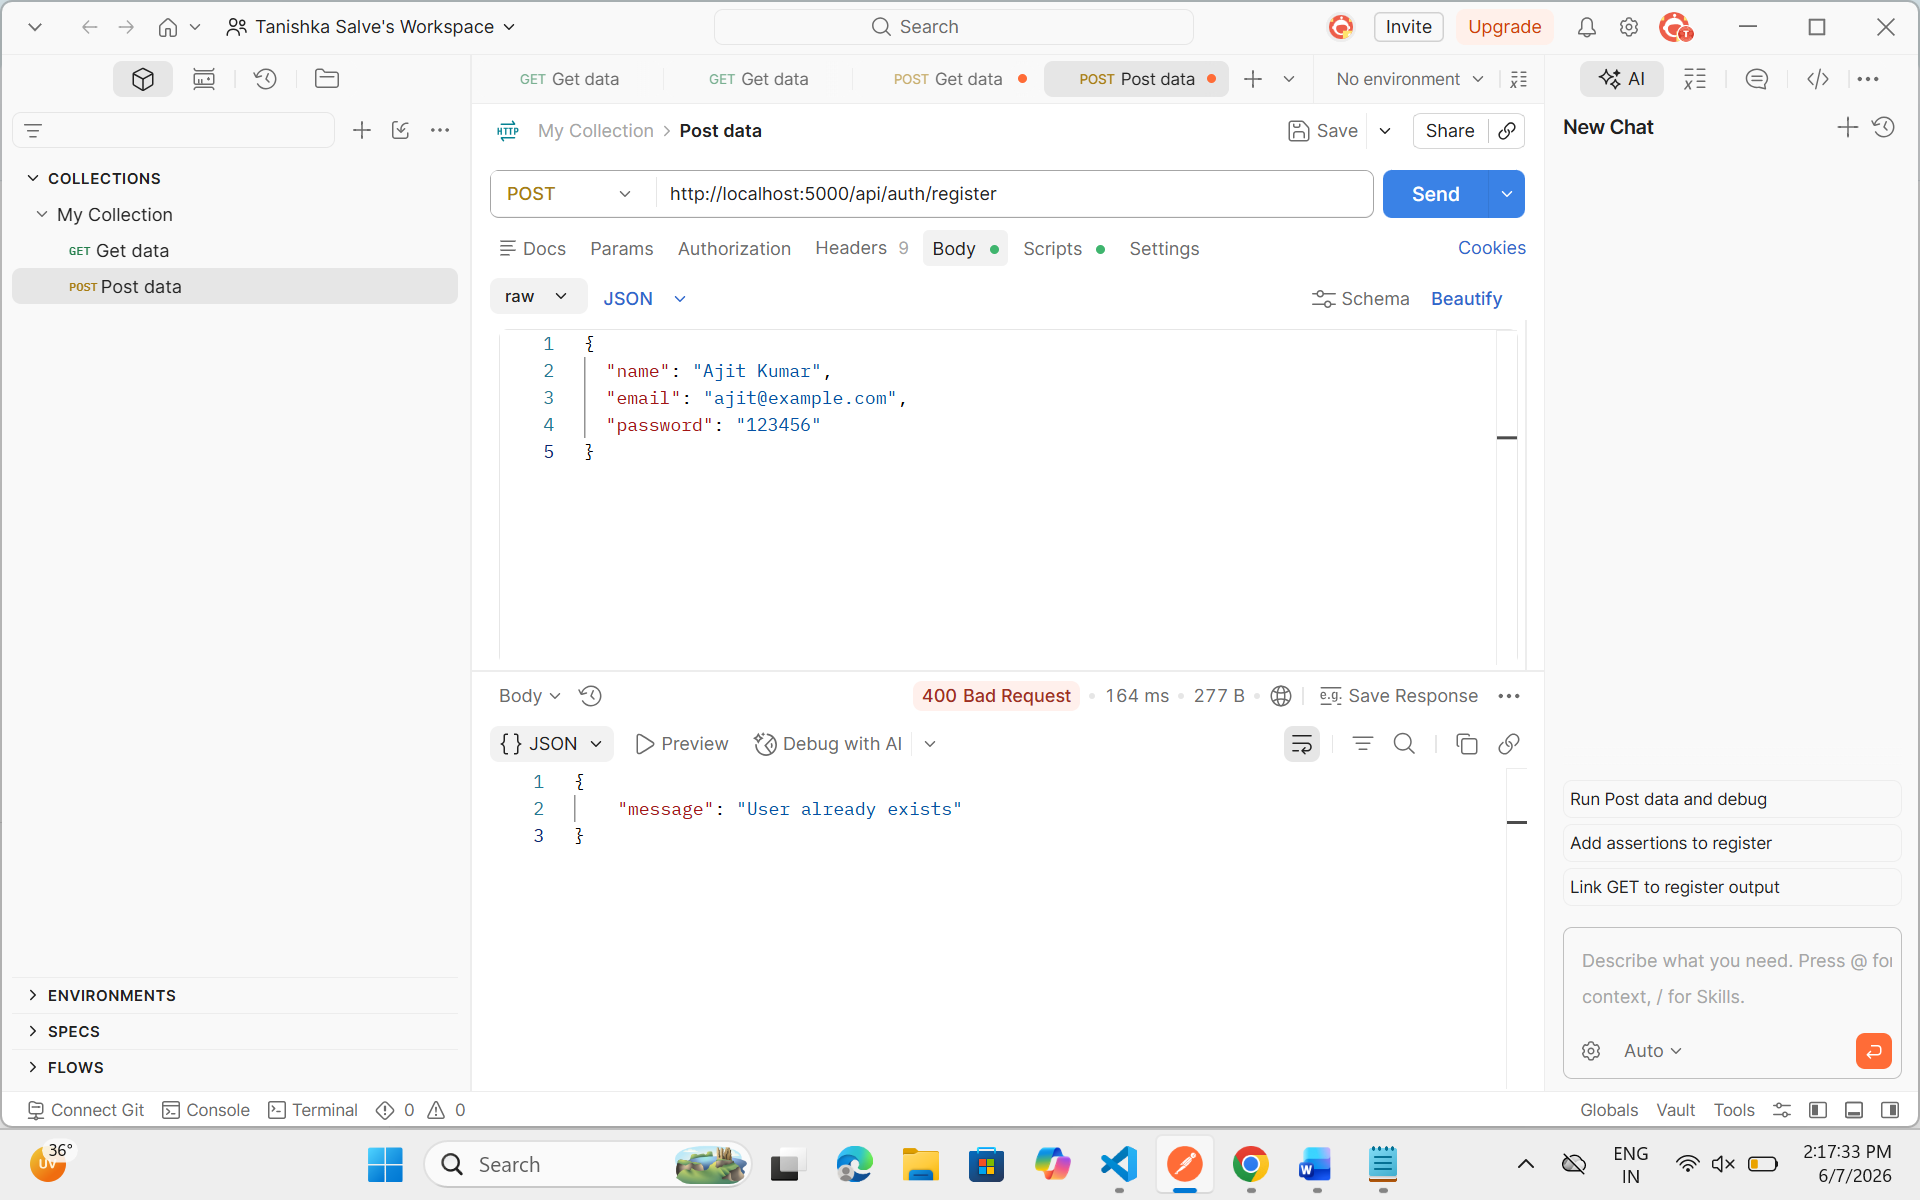 Tanishka Salve's Workspace
Search
Invite
Upgrade
GET Get data
GET Get data
POST Get data
POST Post data
No environment
AI
My Collection > Post data
Save
Share
New Chat
COLLECTIONS
My Collection
GET Get data
POST Post data
POST
http://localhost:5000/api/auth/register
Send
Docs
Params
Authorization
Headers 9
Body
Scripts
Settings
Cookies
raw
JSON
Schema
Beautify
1 {
2 "name": "Ajit Kumar",
3 "email": "ajit@example.com",
4 "password": "123456"
5 }
Body
400 Bad Request
164 ms
277 B
e.g. Save Response
{} JSON
Preview
Debug with AI
1 {
2 "message": "User already exists"
3 }
Run Post data and debug
Add assertions to register
Link GET to register output
Describe what you need. Press @ for
context, / for Skills.
Auto
ENVIRONMENTS
SPECS
FLOWS
Connect Git
Console
Terminal
0
0
Globals
Vault
Tools
36°
UV
Search
ENG
IN
2:17:33 PM
6/7/2026